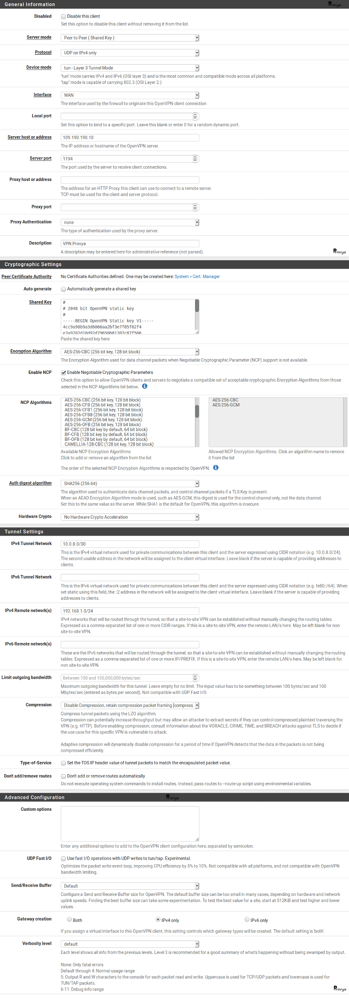 General Information
Provya
Disabled
Disable this client
Set this option to disable this client without removing it from the list.
Server mode
Peer to Peer ( Shared Key )
Protocol
UDP on IPv4 only
Device mode
tun - Layer 3 Tunnel Mode
"tun" mode carries IPv4 and IPv6 (OSI layer 3) and is the most common and compatible mode across all platforms.
"tap" mode is capable of carrying 802.3 (OSI Layer 2.)
Interface
WAN
The interface used by the firewall to originate this OpenVPN client connection
Local port
Set this option to bind to a specific port. Leave this blank or enter 0 for a random dynamic port.
Server host or address
109.190.190.10
The IP address or hostname of the OpenVPN server.
Server port
1194
The port used by the server to receive client connections.
Proxy host or address
The address for an HTTP Proxy this client can use to connect to a remote server.
TCP must be used for the client and server protocol.
Proxy port
Proxy Authentication
none
The type of authentication used by the proxy server.
Description
VPN Provya
A description may be entered here for administrative reference (not parsed).
Provya
Cryptographic Settings
Peer Certificate Authority
No Certificate Authorities defined. One may be created here: System > Cert. Manager
Auto generate
Automatically generate a shared key
Shared Key
#
# 2048 bit OpenVPN static key
#
-----BEGIN OpenVPN Static key V1-----
4cc9a98b9a3d6066aa2bf3e7f85f02f4
e3a9707d10d92d79650b81207c87f506
Paste the shared key here
Encryption Algorithm
AES-256-CBC (256 bit key, 128 bit block)
The Encryption Algorithm used for data channel packets when Negotiable Cryptographic Parameter (NCP) support is not available.
Enable NCP
Enable Negotiable Cryptographic Parameters
Check this option to allow OpenVPN clients and servers to negotiate a compatible set of acceptable cryptographic Encryption Algorithms from those
selected in the NCP Algorithms list below.
NCP Algorithms
AES-256-CBC (256 bit key, 128 bit block)
AES-256-CFB (256 bit key, 128 bit block)
AES-256-CFB1 (256 bit key, 128 bit block)
AES-256-CFB8 (256 bit key, 128 bit block)
AES-256-GCM (256 bit key, 128 bit block)
AES-256-OFB (256 bit key, 128 bit block)
BF-CBC (128 bit key by default, 64 bit block)
BF-CFB (128 bit key by default, 64 bit block)
BF-OFB (128 bit key by default, 64 bit block)
CAMELLIA-128-CBC (128 bit key, 128 bit block)
Available NCP Encryption Algorithms
Click to add or remove an algorithm from the list
AES-256-CBC
AES-256-GCM
Allowed NCP Encryption Algorithms. Click an algorithm name to remove
it from the list
The order of the selected NCP Encryption Algorithms is respected by OpenVPN.
Auth digest algorithm
SHA256 (256-bit)
The algorithm used to authenticate data channel packets, and control channel packets if a TLS Key is present.
When an AEAD Encryption Algorithm mode is used, such as AES-GCM, this digest is used for the control channel only, not the data channel.
Set this to the same value as the server. While SHA1 is the default for OpenVPN, this algorithm is insecure.
Hardware Crypto
No Hardware Crypto Acceleration
Tunnel Settings
IPv4 Tunnel Network
10.0.8.0/30
This is the IPv4 virtual network used for private communications between this client and the server expressed using CIDR notation (e.g. 10.0.8.0/24).
The second usable address in the network will be assigned to the client virtual interface. Leave blank if the server is capable of providing addresses to
clients.
IPv6 Tunnel Network
This is the IPv6 virtual network used for private communications between this client and the server expressed using CIDR notation (e.g. fe80::/64). When
set static using this field, the ::2 address in the network will be assigned to the client virtual interface. Leave blank if the server is capable of providing
addresses to clients.
IPv4 Remote network(s)
192.168.1.0/24
IPv4 networks that will be routed through the tunnel, so that a site-to-site VPN can be established without manually changing the routing tables.
Expressed as a comma-separated list of one or more CIDR ranges. If this is a site-to-site VPN, enter the remote LAN/s here. May be left blank for non
site-to-site VPN.
IPv6 Remote network(s)
These are the IPv6 networks that will be routed through the tunnel, so that a site-to-site VPN can be established without manually changing the routing
tables. Expressed as a comma-separated list of one or more IP/PREFIX. If this is a site-to-site VPN, enter the remote LAN/s here. May be left blank for
non site-to-site VPN.
Limit outgoing bandwidth
Between 100 and 100,000,000 bytes/sec
Maximum outgoing bandwidth for this tunnel. Leave empty for no limit. The input value has to be something between 100 bytes/sec and 100
Mbytes/sec (entered as bytes per second). Not compatible with UDP Fast I/O.
Compression
Disable Compression, retain compression packet framing [compress
Compress tunnel packets using the LZO algorithm.
Compression can potentially increase throughput but may allow an attacker to extract secrets if they can control compressed plaintext traversing the
VPN (e.g. HTTP). Before enabling compression, consult information about the VORACLE, CRIME, TIME, and BREACH attacks against TLS to decide if
the use case for this specific VPN is vulnerable to attack.
Adaptive compression will dynamically disable compression for a period of time if OpenVPN detects that the data in the packets is not being
compressed efficiently.
Type-of-Service
Set the TOS IP header value of tunnel packets to match the encapsulated packet value.
Don't add/remove routes
Don't add or remove routes automatically
Do not execute operating system commands to install routes. Instead, pass routes to --route-up script using environmental variables.
Advanced Configuration
Provya
Custom options
Enter any additional options to add to the OpenVPN client configuration here, separated by semicolon.
UDP Fast I/O
Use fast I/O operations with UDP writes to tun/tap. Experimental.
Optimizes the packet write event loop, improving CPU efficiency by 5% to 10%. Not compatible with all platforms, and not compatible with OpenVPN
bandwidth limiting.
Send/Receive Buffer
Default
Configure a Send and Receive Buffer size for OpenVPN. The default buffer size can be too small in many cases, depending on hardware and network
uplink speeds. Finding the best buffer size can take some experimentation. To test the best value for a site, start at 512KiB and test higher and lower
values.
Gateway creation
Both
IPv4 only
IPv6 only
If you assign a virtual interface to this OpenVPN client, this setting controls which gateway types will be created. The default setting is 'both'.
Verbosity level
default
Each level shows all info from the previous levels. Level 3 is recommended for a good summary of what's happening without being swamped by output.
None: Only fatal errors
Default through 4: Normal usage range
5: Output R and W characters to the console for each packet read and write. Uppercase is used for TCP/UDP packets and lowercase is used for
TUN/TAP packets.
6-11: Debug info range
Provya